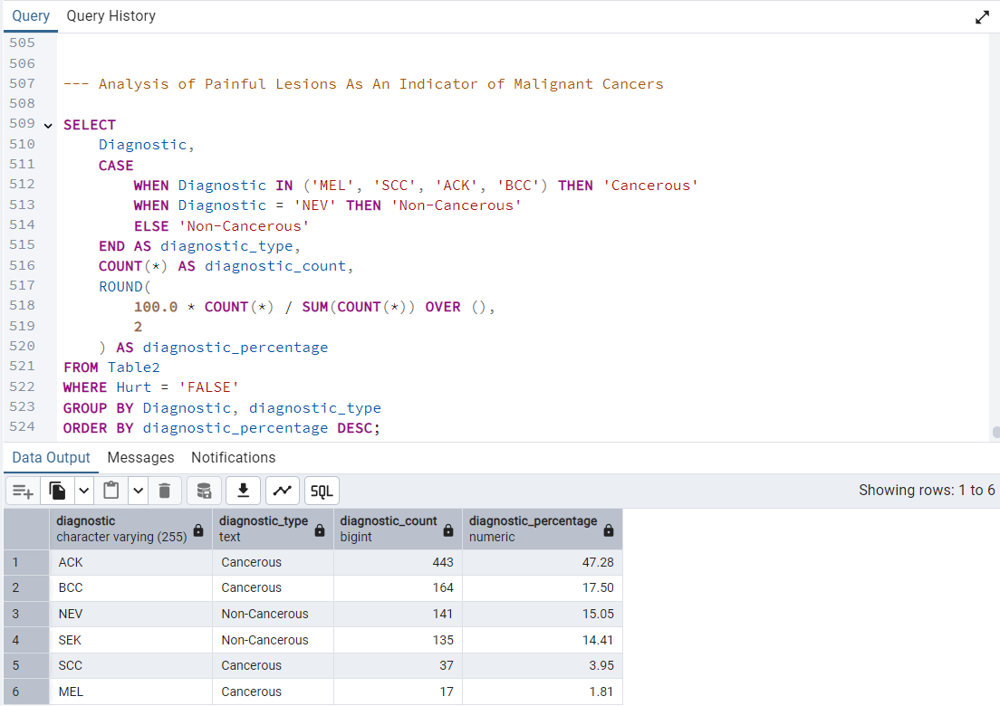 Query Query History
505
506
507 --- Analysis of Painful Lesions As An Indicator of Malignant Cancers
508
509 SELECT
510 Diagnostic,
511 CASE
512 WHEN Diagnostic IN ('MEL', 'SCC', 'ACK', 'BCC') THEN 'Cancerous'
513 WHEN Diagnostic = 'NEV' THEN 'Non-Cancerous'
514 ELSE 'Non-Cancerous'
515 END AS diagnostic_type,
516 COUNT(*) AS diagnostic_count,
517 ROUND(
518 100.0 * COUNT(*) / SUM(COUNT(*)) OVER (),
519 2
520 ) AS diagnostic_percentage
521 FROM Table2
522 WHERE Hurt = 'FALSE'
523 GROUP BY Diagnostic, diagnostic_type
524 ORDER BY diagnostic_percentage DESC;
Data Output Messages Notifications
SQL Showing rows: 1 to 6
diagnostic diagnostic_type diagnostic_count diagnostic_percentage
character varying (255) text bigint numeric
1 ACK Cancerous 443 47.28
2 BCC Cancerous 164 17.50
3 NEV Non-Cancerous 141 15.05
4 SEK Non-Cancerous 135 14.41
5 SCC Cancerous 37 3.95
6 MEL Cancerous 17 1.81